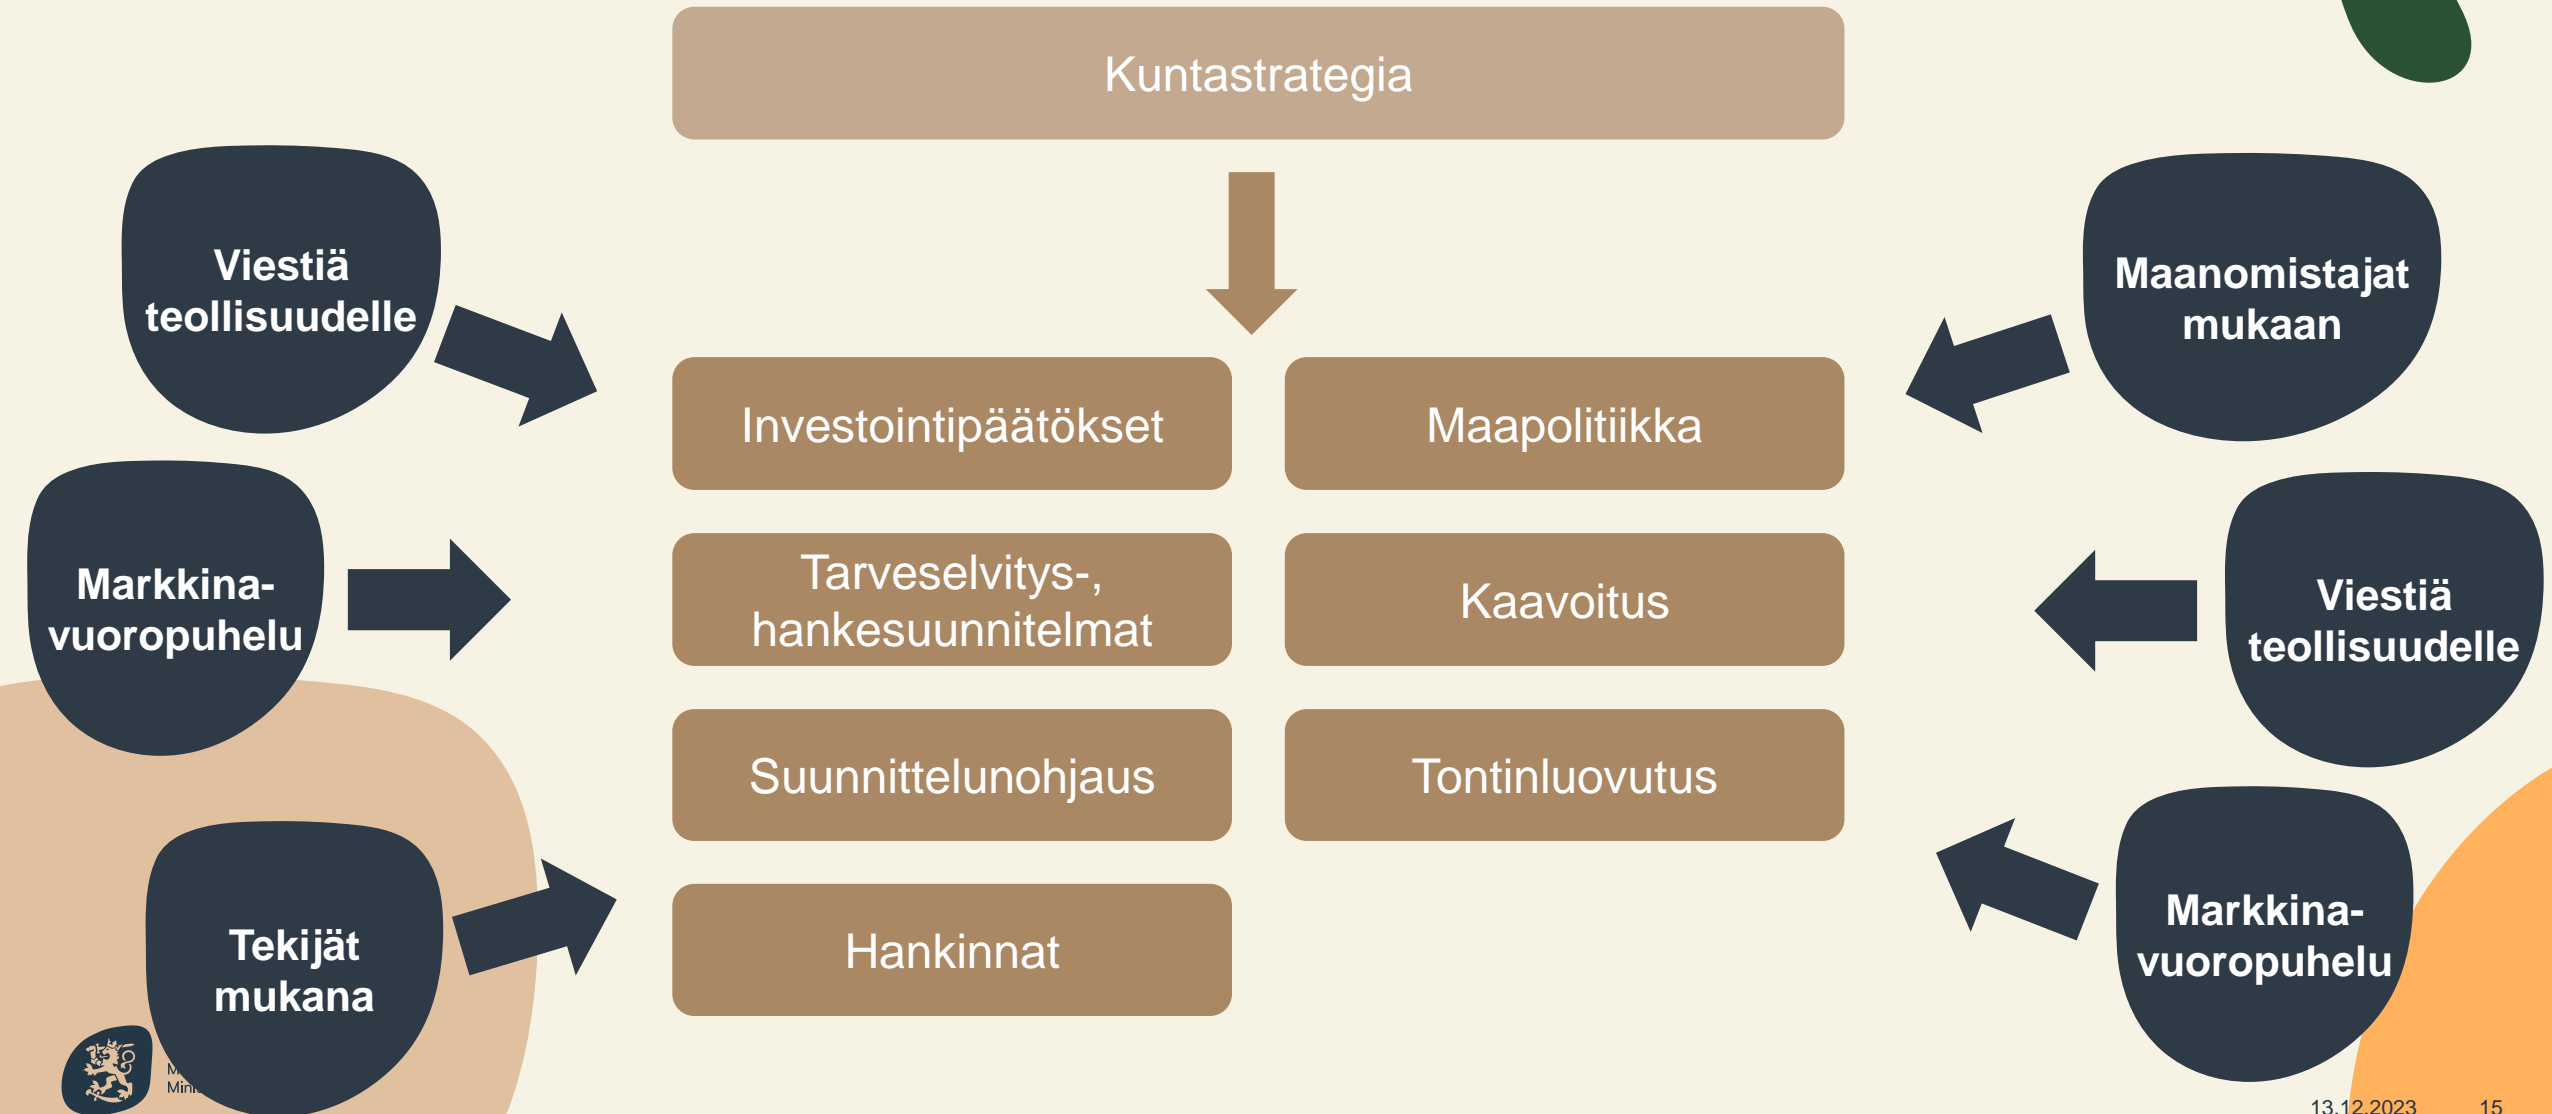 Kuntastrategia
Viestiä
teollisuudelle
Maanomistajat
mukaan
Investointipäätökset
Maapolitiikka
Markkina-
vuoropuhelu
Tarveselvitys-,
hankesuunnitelmat
Kaavoitus
Viestiä
teollisuudelle
Suunnittelunohjaus
Tontinluovutus
Tekijät
mukana
Hankinnat
Markkina-
vuoropuhelu
13.12.2023
15